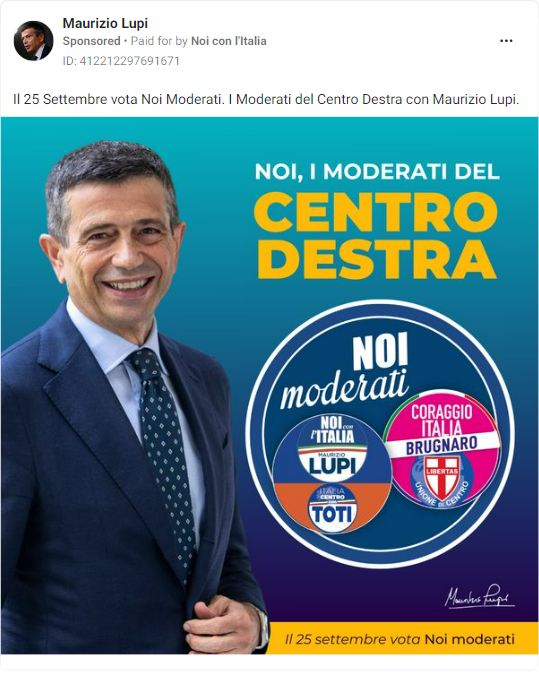 Maurizio Lupi
Sponsored • Paid for by Noi con l'Italia
ID: 412212297691671
Il 25 Settembre vota Noi Moderati. I Moderati del Centro Destra con Maurizio Lupi.
NOI, I MODERATI DEL
CENTRO
DESTRA
NOI
moderati
NOI con
l'ITALIA
MAURIZIO
LUPI
ITALIA
CENTRO
TOTI
CORAGGIO
ITALIA
BRUGNARO
LIBERTAS
UNIONE DI CENTRO
Maurizio Lupi
Il 25 settembre vota Noi moderati